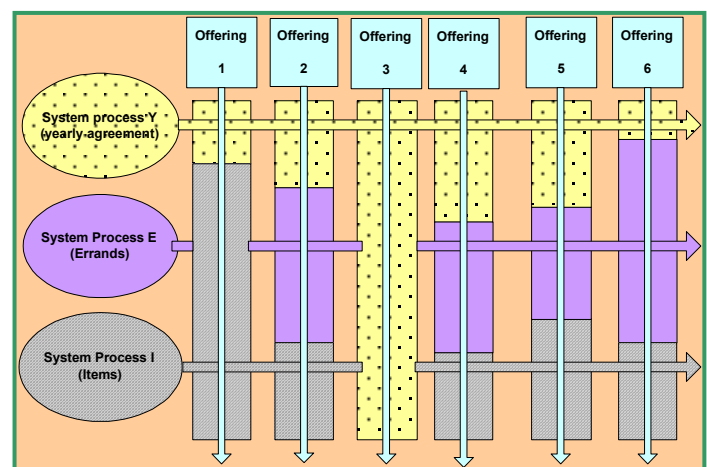 Offering
1
Offering
2
Offering
3
Offering
4
Offering
5
Offering
6
System process Y
(yearly-agreement)
System Process E
(Errands)
System Process I
(Items)